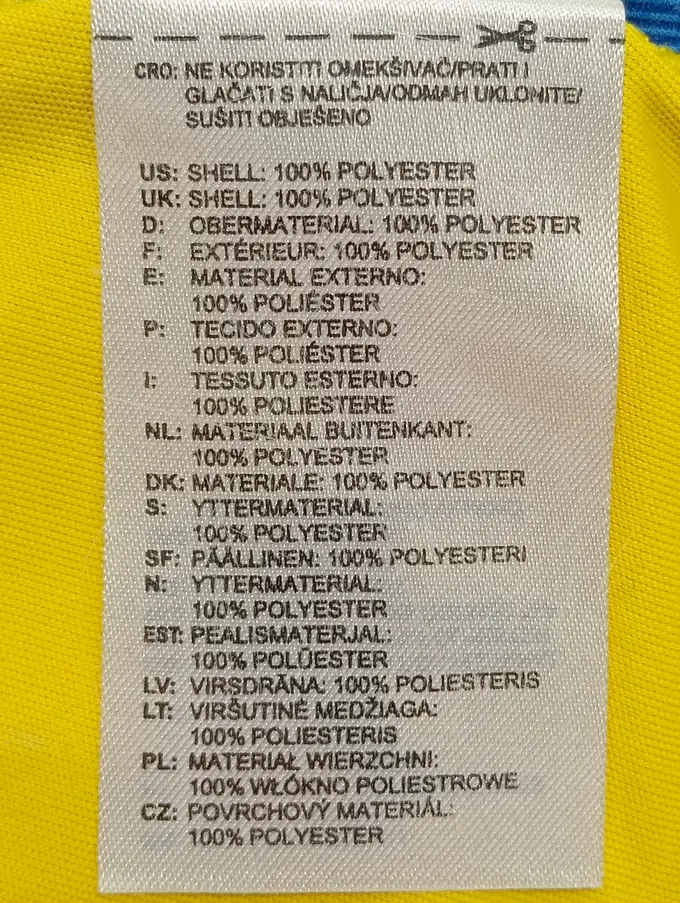 CRO: NE KORISTITI OMEKŠIVAČ/PRATI I
GLAČATI S NALIČJA/ODMAH UKLONITE/
SUŠITI OBJEŠENO
US: SHELL: 100% POLYESTER
UK: SHELL: 100% POLYESTER
D: OBERMATERIAL: 100% POLYESTER
F: EXTÉRIEUR: 100% POLYESTER
E: MATERIAL EXTERNO:
100% POLIÉSTER
P: TECIDO EXTERNO:
100% POLIÉSTER
I: TESSUTO ESTERNO:
100% POLIESTERE
NL: MATERIAAL BUITENKANT:
100% POLYESTER
DK: MATERIALE: 100% POLYESTER
S: YTTERMATERIAL:
100% POLYESTER
SF: PÄÄLLINEN: 100% POLYESTERI
N: YTTERMATERIAL:
100% POLYESTER
EST: PEALISMATERJAL:
100% POLÜESTER
LV: VIRSDRĀNA: 100% POLIESTERIS
LT: VIRŠUTINĖ MEDŽIAGA:
100% POLIESTERIS
PL: MATERIAŁ WIERZCHNI:
100% WŁÓKNO POLIESTROWE
CZ: POVRCHOVÝ MATERIÁL:
100% POLYESTER